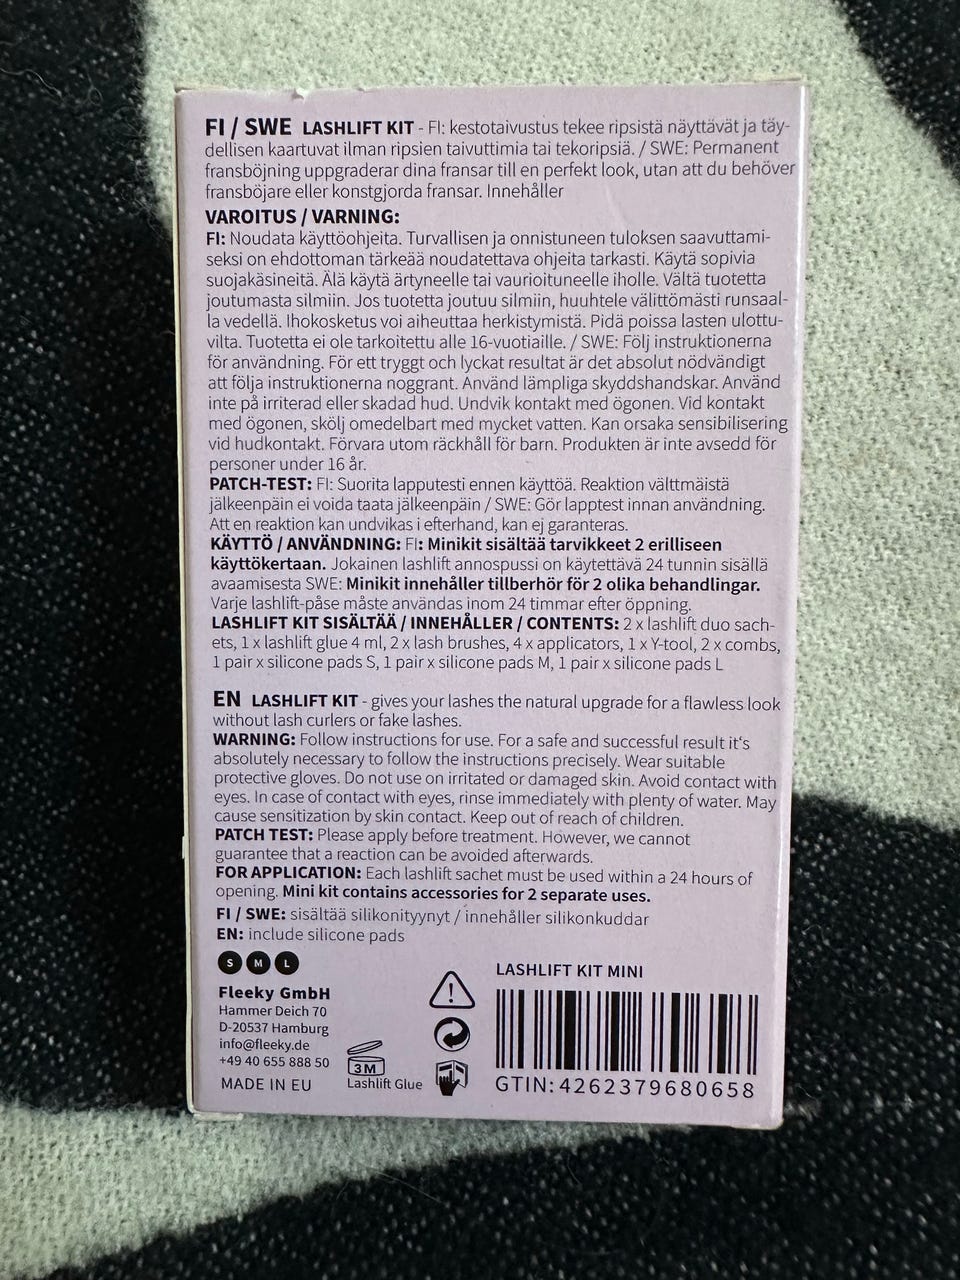 FI / SWE LASHLIFT KIT - FI: kestotaivustus tekee ripsistä näyttävät ja täy-
dellisen kaartuvat ilman ripsien taivuttimia tai tekoripsiä. / SWE: Permanent
fransböjning uppgraderar dina fransar till en perfekt look, utan att du behöver
fransböjare eller konstgjorda fransar. Innehåller
VAROITUS / VARNING:
FI: Noudata käyttöohjeita. Turvallisen ja onnistuneen tuloksen saavuttami-
seksi on ehdottoman tärkeää noudatettava ohjeita tarkasti. Käytä sopivia
suojakäsineitä. Älä käytä ärtyneelle tai vaurioituneelle iholle. Vältä tuotetta
joutumasta silmiin. Jos tuotetta joutuu silmiin, huuhtele välittömästi runsaal-
la vedellä. Ihokosketus voi aiheuttaa herkistymistä. Pidä poissa lasten ulottu-
vilta. Tuotetta ei ole tarkoitettu alle 16-vuotiaille. / SWE: Följ instruktionerna
för användning. För ett tryggt och lyckat resultat är det absolut nödvändigt
att följa instruktionerna noggrant. Använd lämpliga skyddshandskar. Använd
inte på irriterad eller skadad hud. Undvik kontakt med ögonen. Vid kontakt
med ögonen, skölj omedelbart med mycket vatten. Kan orsaka sensibilisering
vid hudkontakt. Förvara utom räckhåll för barn. Produkten är inte avsedd för
personer under 16 år.
PATCH-TEST: FI: Suorita lapputesti ennen käyttöä. Reaktion välttmäistä
jälkeenpäin ei voida taata jälkeenpäin / SWE: Gör lapptest innan användning.
Att en reaktion kan undvikas i efterhand, kan ej garanteras.
KÄYTTÖ / ANVÄNDNING: FI: Minikit sisältää tarvikkeet 2 erilliseen
käyttökertaan. Jokainen lashlift annospussi on käytettävä 24 tunnin sisällä
avaamisesta SWE: Minikit innehåller tillberhör för 2 olika behandlingar.
Varje lashlift-påse måste användas inom 24 timmar efter öppning.
LASHLIFT KIT SISÄLTÄÄ / INNEHÅLLER / CONTENTS: 2 x lashlift duo sach-
ets, 1 x lashlift glue 4 ml, 2 x lash brushes, 4 x applicators, 1 x Y-tool, 2 x combs,
1 pair x silicone pads S, 1 pair x silicone pads M, 1 pair x silicone pads L
EN LASHLIFT KIT - gives your lashes the natural upgrade for a flawless look
without lash curlers or fake lashes.
WARNING: Follow instructions for use. For a safe and successful result it's
absolutely necessary to follow the instructions precisely. Wear suitable
protective gloves. Do not use on irritated or damaged skin. Avoid contact with
eyes. In case of contact with eyes, rinse immediately with plenty of water. May
cause sensitization by skin contact. Keep out of reach of children.
PATCH TEST: Please apply before treatment. However, we cannot
guarantee that a reaction can be avoided afterwards.
FOR APPLICATION: Each lashlift sachet must be used within a 24 hours of
opening. Mini kit contains accessories for 2 separate uses.
FI / SWE: sisältää silikonityynyt / innehåller silikonkuddar
EN: include silicone pads
S M L
Fleeky GmbH
Hammer Deich 70
D-20537 Hamburg
info@fleeky.de
+49 40 655 888 50
MADE IN EU
3M
Lashlift Glue
LASHLIFT KIT MINI
GTIN: 4262379680658